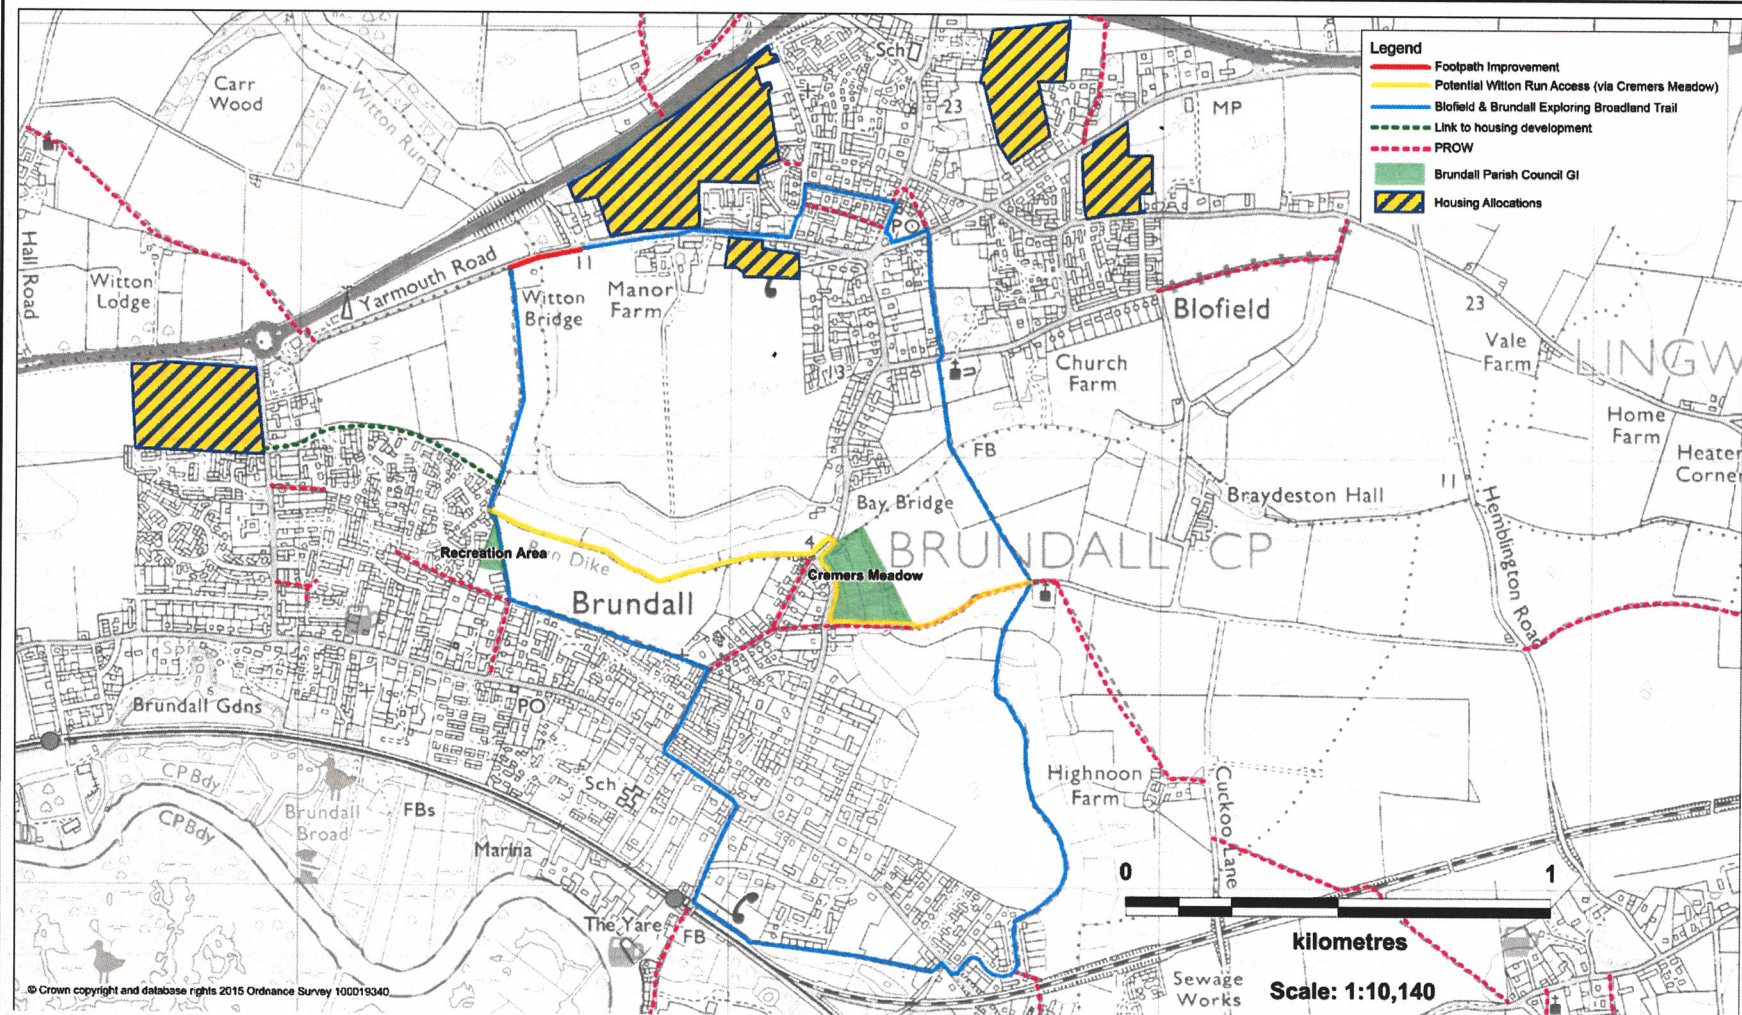 Legend
Footpath Improvement
Potential Witton Run Access (via Cremers Meadow)
Blofield & Brundall Exploring Broadland Trail
Link to housing development
PROW
Brundall Parish Council GI
Housing Allocations
Sch
Carr
Wood
Witton Run
23
MP
Hall Road
Witton
Lodge
Yarmouth Road
11
Witton
Bridge
Manor
Farm
PO
Blofield
23
Vale
Farm
LINGW
Church
Farm
13
Home
Farm
Heater
Corner
FB
Bay Bridge
Braydeston Hall
11
Hemblington Road
4
BRUNDALL CP
Recreation Area
Run Dike
Cremers Meadow
Brundall
Brundall Gdns
PO
Sch
CP Bdy
CP Bdy
Brundall
Broad
FBs
Marina
Highnoon
Farm
Cuckoo Lane
0
1
kilometres
The Yare
FB
Sewage
Works
Scale: 1:10,140
© Crown copyright and database rights 2015 Ordnance Survey 100019340